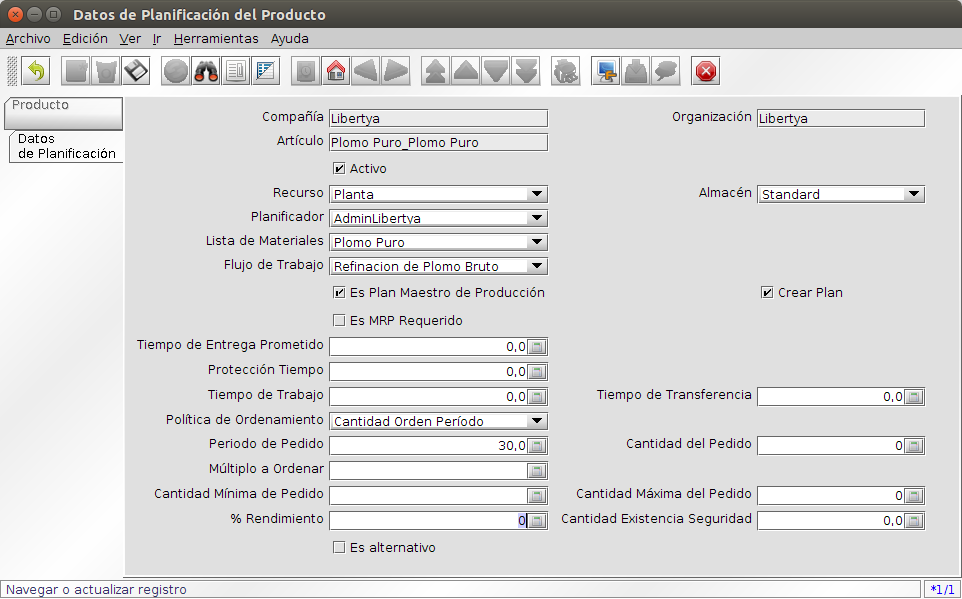 Datos de Planificación del Producto
Archivo Edición Ver Ir Herramientas Ayuda
Producto
Datos
de Planificación
Compañía Libertya Organización Libertya
Artículo Plomo Puro_Plomo Puro
Activo
Recurso Planta Almacén Standard
Planificador AdminLibertya
Lista de Materiales Plomo Puro
Flujo de Trabajo Refinacion de Plomo Bruto
Es Plan Maestro de Producción Crear Plan
Es MRP Requerido
Tiempo de Entrega Prometido 0,0
Protección Tiempo 0,0
Tiempo de Trabajo 0,0 Tiempo de Transferencia 0,0
Política de Ordenamiento Cantidad Orden Período
Periodo de Pedido 30,0 Cantidad del Pedido 0
Múltiplo a Ordenar
Cantidad Mínima de Pedido Cantidad Máxima del Pedido 0
% Rendimiento 0 Cantidad Existencia Seguridad 0,0
Es alternativo
Navegar o actualizar registro *1/1